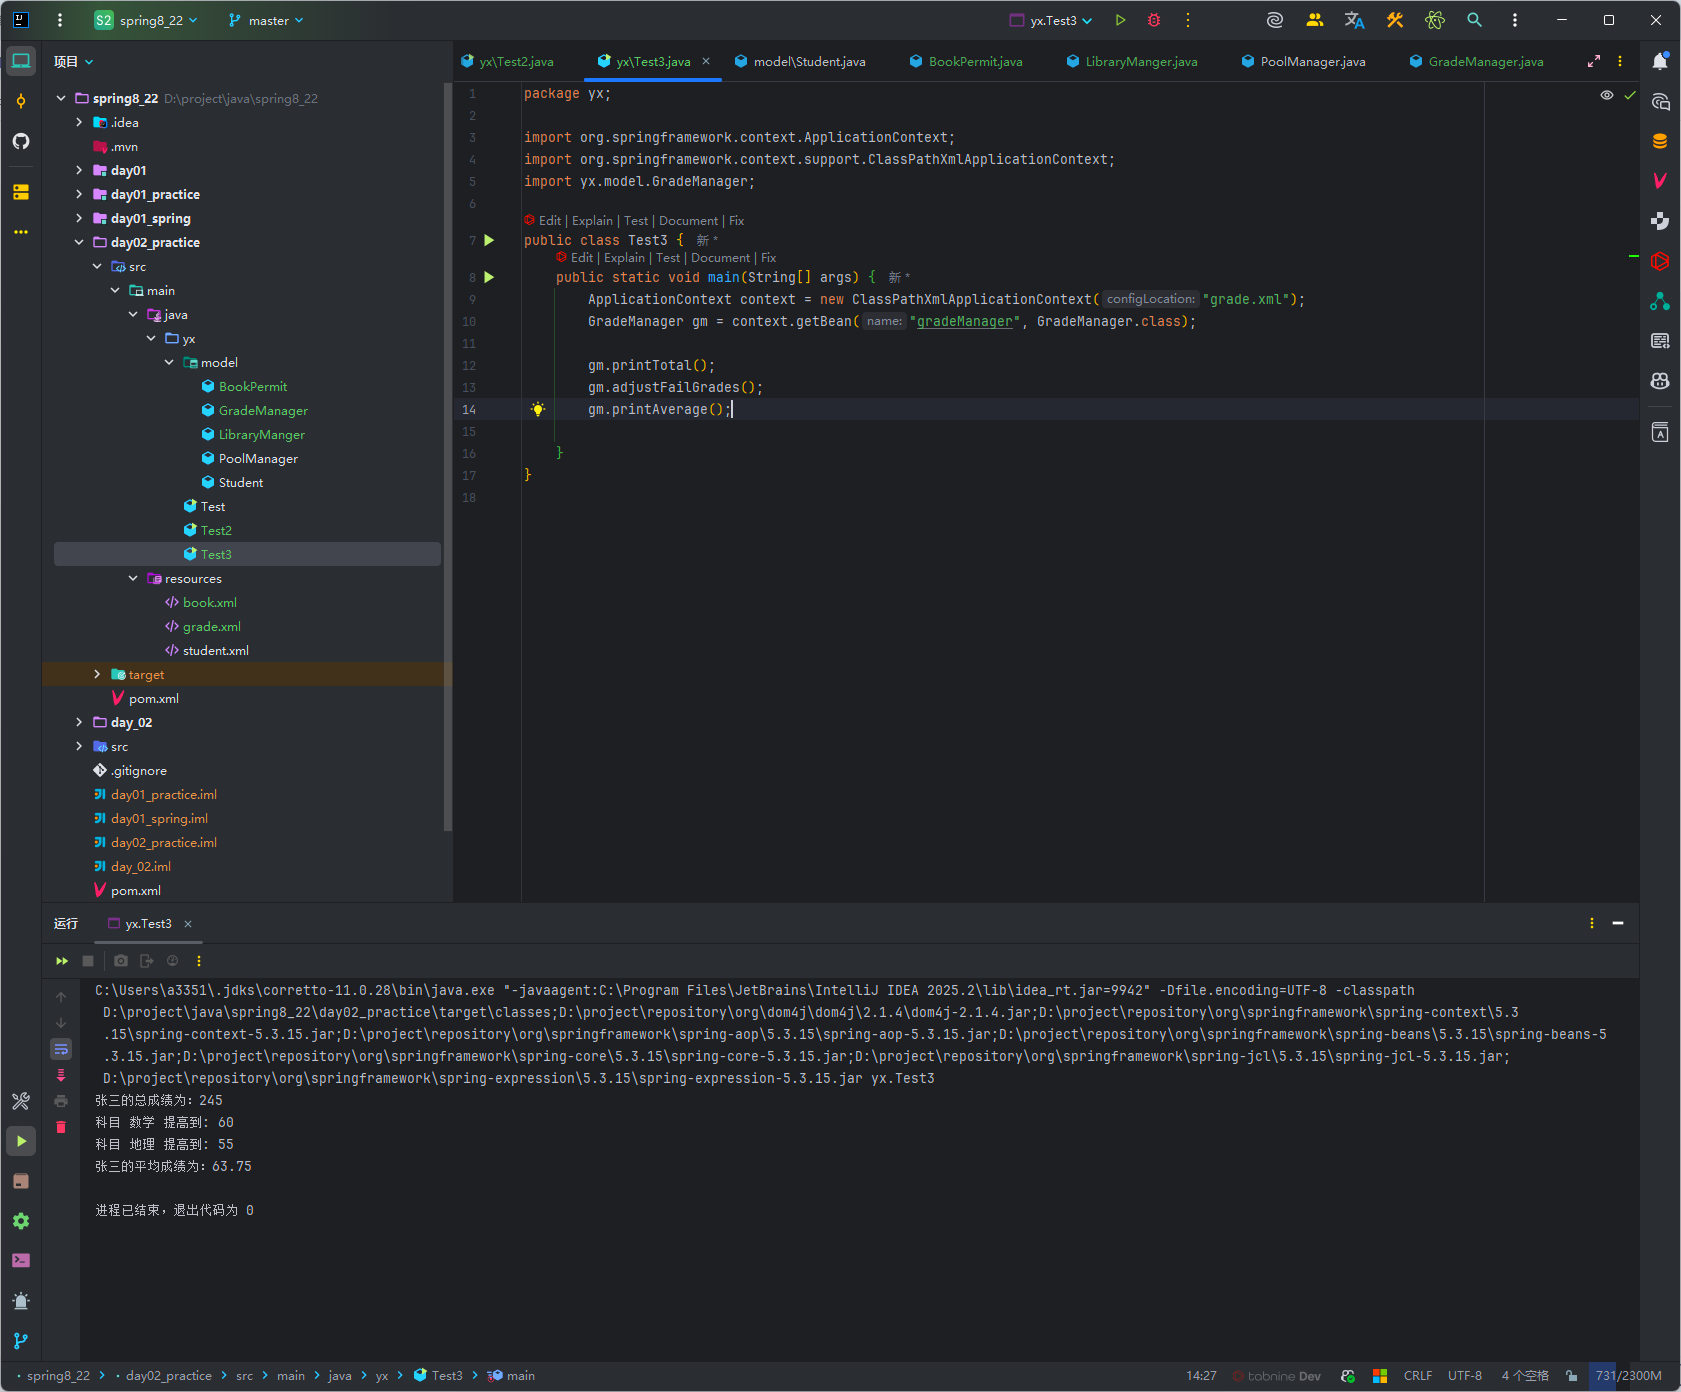 S2 spring8_22 master yx.Test3
项目
yx\Test2.java yx\Test3.java model\Student.java BookPermit.java LibraryManger.java PoolManager.java GradeManager.java
spring8_22 D:\project\java\spring8_22
.idea
.mvn
day01
day01_practice
day01_spring
day02_practice
src
main
java
yx
model
BookPermit
GradeManager
LibraryManger
PoolManager
Student
Test
Test2
Test3
resources
book.xml
grade.xml
student.xml
target
pom.xml
day_02
src
.gitignore
day01_practice.iml
day01_spring.iml
day02_practice.iml
day_02.iml
pom.xml
1 package yx;
2
3 import org.springframework.context.ApplicationContext;
4 import org.springframework.context.support.ClassPathXmlApplicationContext;
5 import yx.model.GradeManager;
6
Edit | Explain | Test | Document | Fix
7 public class Test3 { 新 *
Edit | Explain | Test | Document | Fix
8 public static void main(String[] args) { 新 *
9 ApplicationContext context = new ClassPathXmlApplicationContext( configLocation: "grade.xml");
10 GradeManager gm = context.getBean( name: "gradeManager", GradeManager.class);
11
12 gm.printTotal();
13 gm.adjustFailGrades();
14 gm.printAverage();
15
16 }
17 }
18
运行 yx.Test3
C:\Users\a3351\.jdks\corretto-11.0.28\bin\java.exe "-javaagent:C:\Program Files\JetBrains\IntelliJ IDEA 2025.2\lib\idea_rt.jar=9942" -Dfile.encoding=UTF-8 -classpath
D:\project\java\spring8_22\day02_practice\target\classes;D:\project\repository\org\dom4j\dom4j\2.1.4\dom4j-2.1.4.jar;D:\project\repository\org\springframework\spring-context\5.3
.15\spring-context-5.3.15.jar;D:\project\repository\org\springframework\spring-aop\5.3.15\spring-aop-5.3.15.jar;D:\project\repository\org\springframework\spring-beans\5.3.15\spring-beans-5
.3.15.jar;D:\project\repository\org\springframework\spring-core\5.3.15\spring-core-5.3.15.jar;D:\project\repository\org\springframework\spring-jcl\5.3.15\spring-jcl-5.3.15.jar;
D:\project\repository\org\springframework\spring-expression\5.3.15\spring-expression-5.3.15.jar yx.Test3
张三的总成绩为：245
科目 数学 提高到: 60
科目 地理 提高到: 55
张三的平均成绩为：63.75
进程已结束，退出代码为 0
spring8_22 day02_practice src main java yx Test3 main 14:27 tabnine Dev CRLF UTF-8 4 个空格 731/2300M